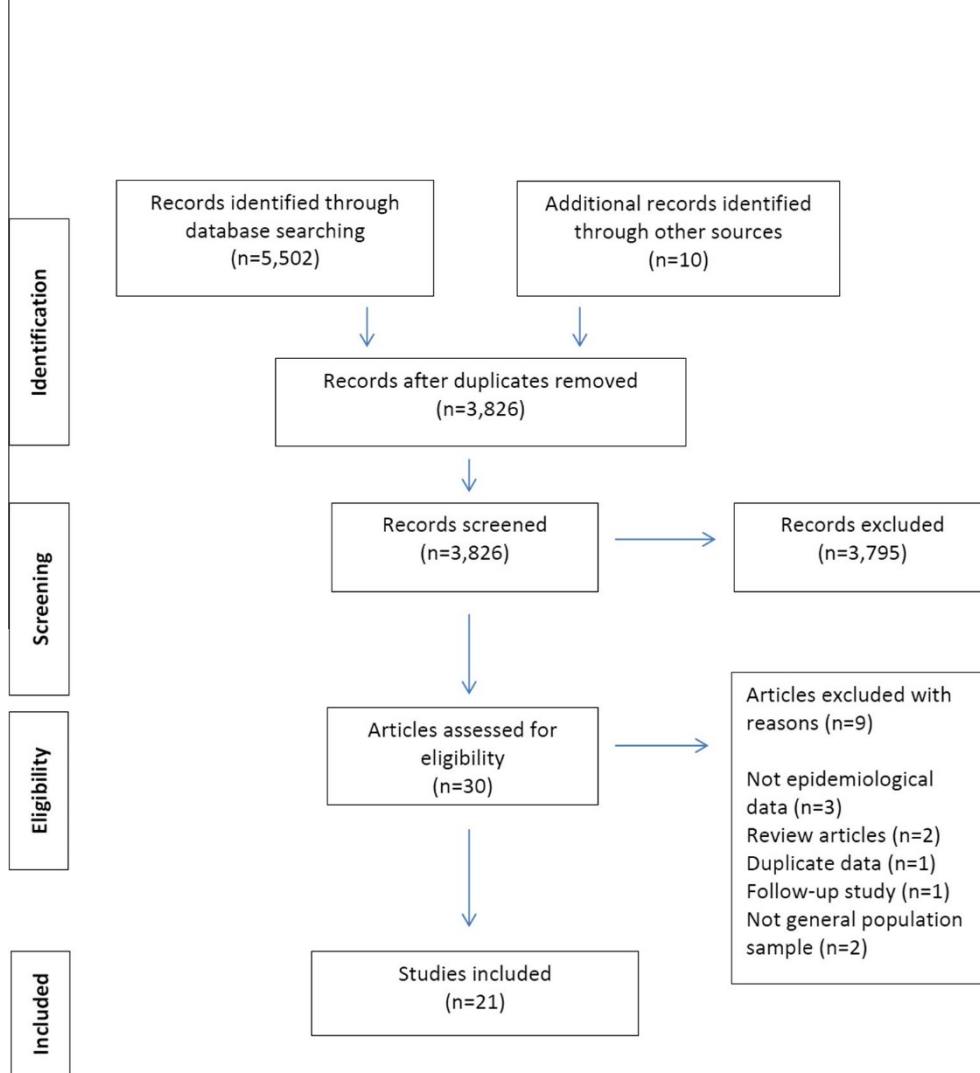 Records identified through
database searching
(n=5,502)
Additional records identified
through other sources
(n=10)
Identification
Records after duplicates removed
(n=3,826)
Screening
Records screened
(n=3,826)
Records excluded
(n=3,795)
Eligibility
Articles assessed for
eligibility
(n=30)
Articles excluded with
reasons (n=9)
Not epidemiological
data (n=3)
Review articles (n=2)
Duplicate data (n=1)
Follow-up study (n=1)
Not general population
sample (n=2)
Included
Studies included
(n=21)